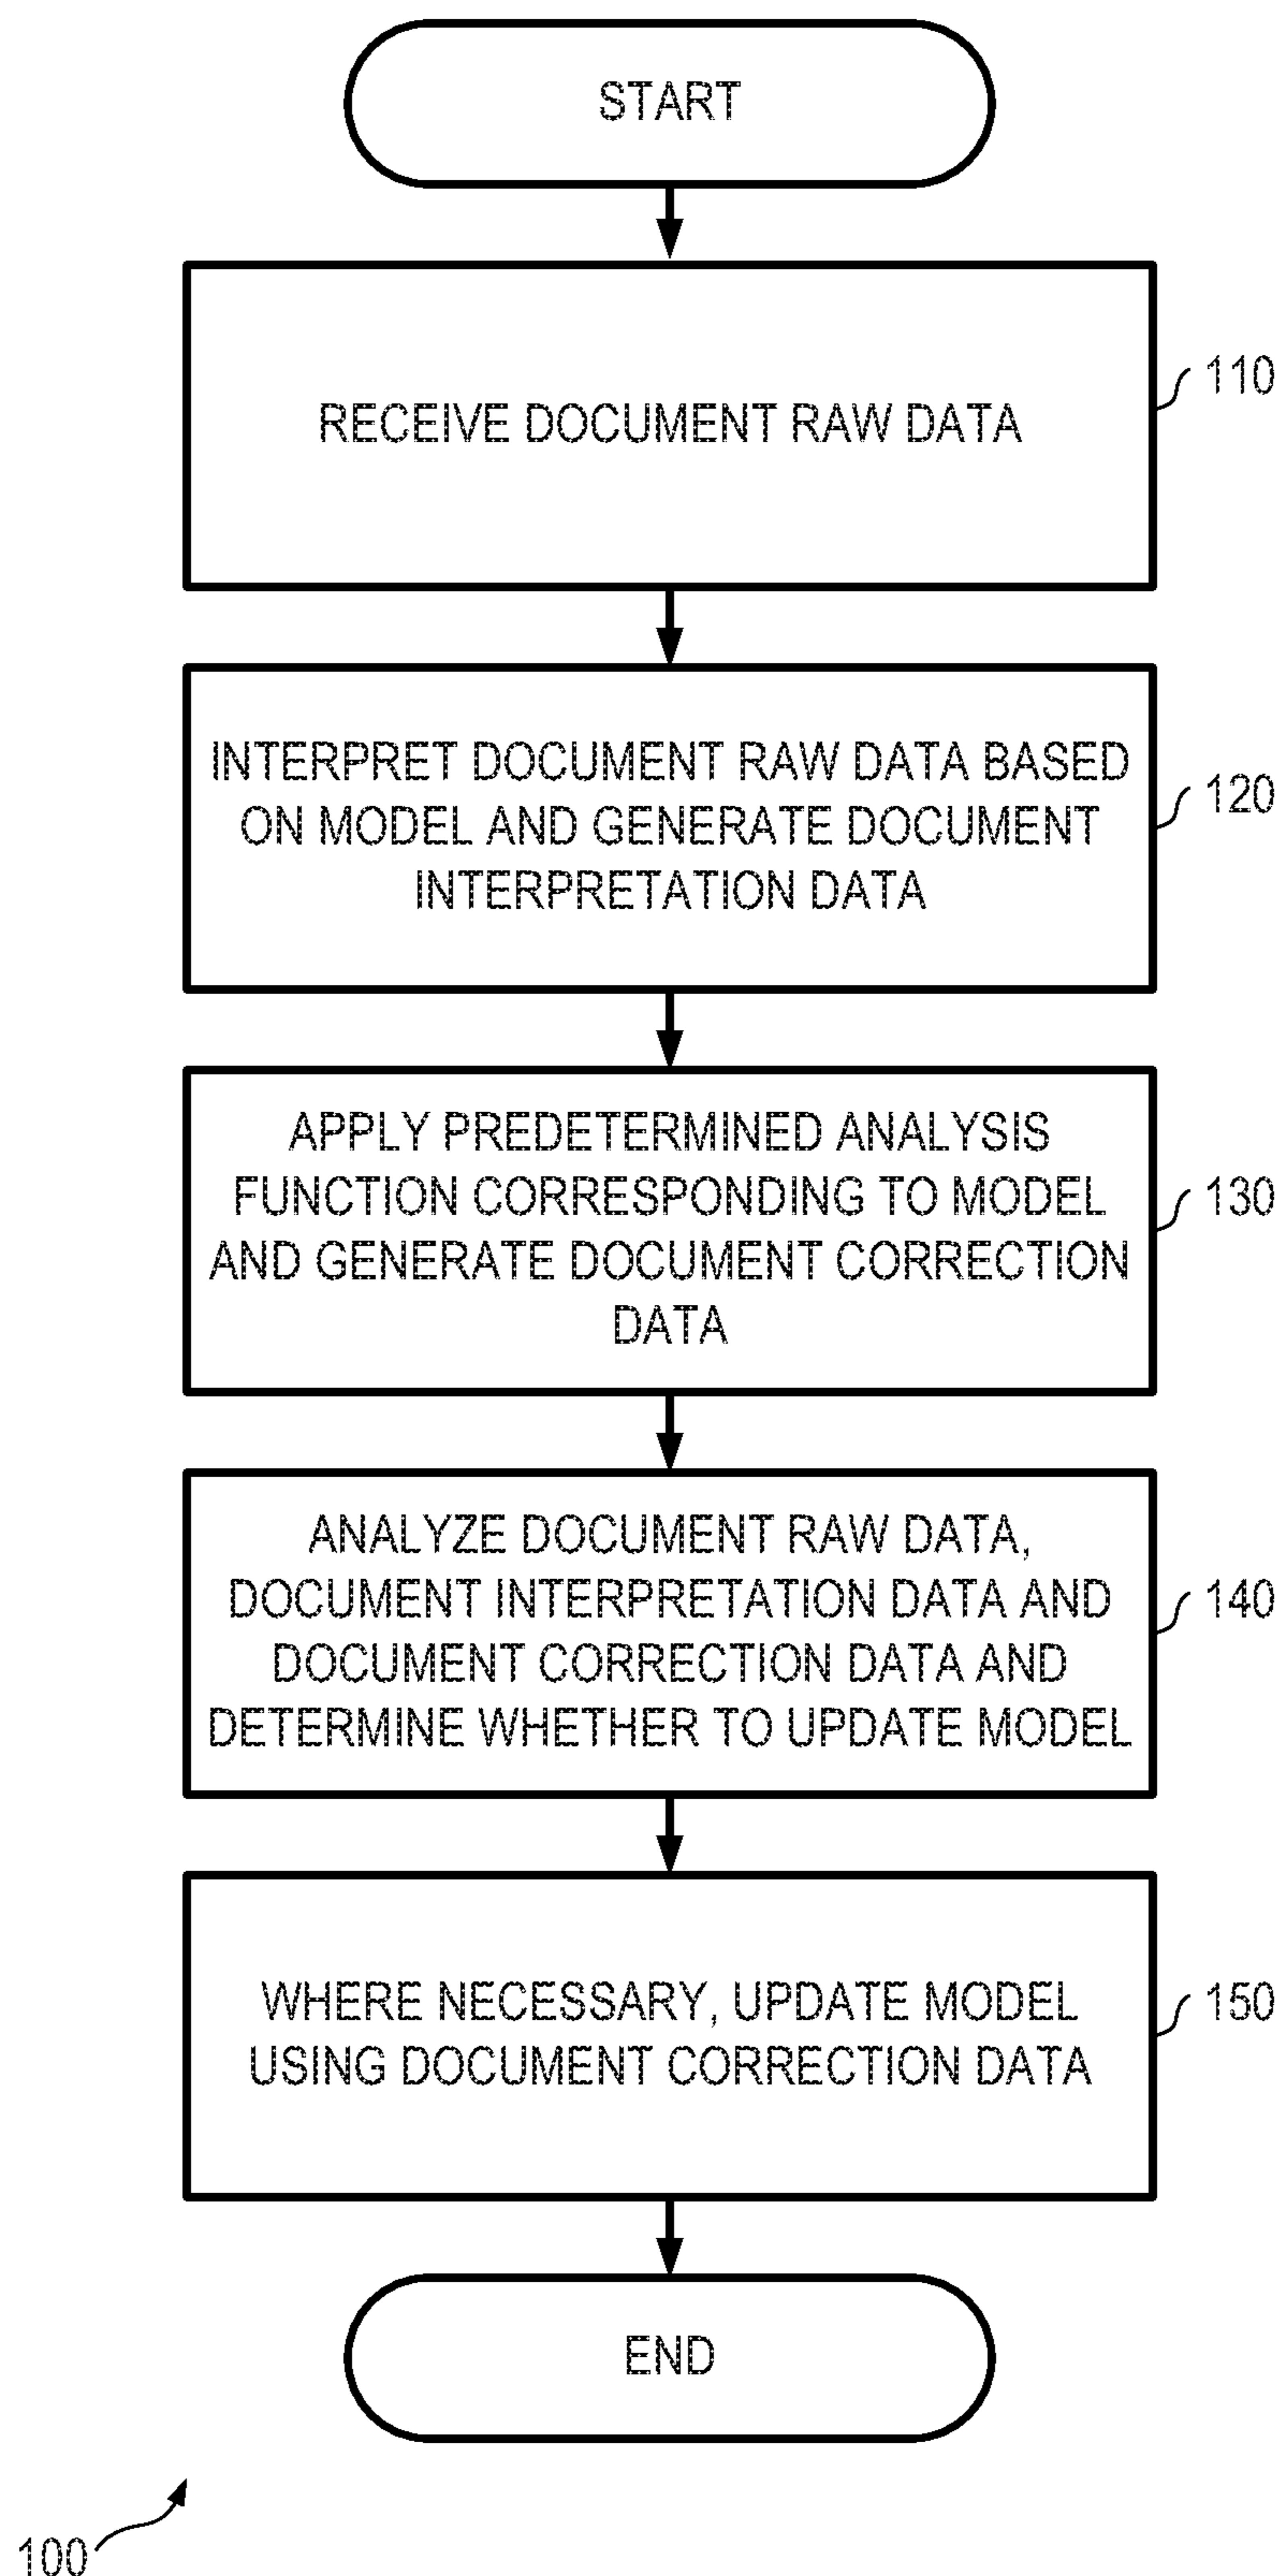 START
RECEIVE DOCUMENT RAW DATA
110
INTERPRET DOCUMENT RAW DATA BASED
ON MODEL AND GENERATE DOCUMENT
INTERPRETATION DATA
120
APPLY PREDETERMINED ANALYSIS
FUNCTION CORRESPONDING TO MODEL
AND GENERATE DOCUMENT CORRECTION
DATA
130
ANALYZE DOCUMENT RAW DATA,
DOCUMENT INTERPRETATION DATA AND
DOCUMENT CORRECTION DATA AND
DETERMINE WHETHER TO UPDATE MODEL
140
WHERE NECESSARY, UPDATE MODEL
USING DOCUMENT CORRECTION DATA
150
END
100